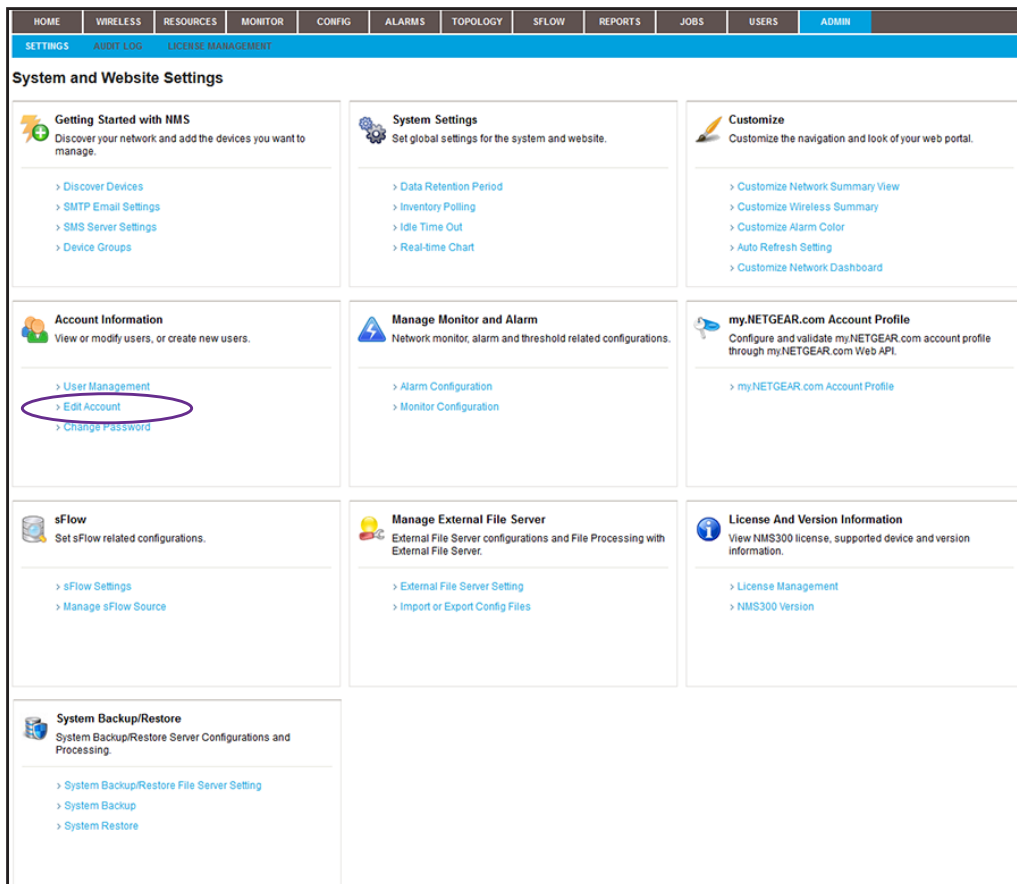 HOME WIRELESS RESOURCES MONITOR CONFIG ALARMS TOPOLOGY SFLOW REPORTS JOBS USERS ADMIN
SETTINGS AUDIT LOG LICENSE MANAGEMENT
System and Website Settings
Getting Started with NMS
Discover your network and add the devices you want to
manage.
> Discover Devices
> SMTP Email Settings
> SMS Server Settings
> Device Groups
System Settings
Set global settings for the system and website.
> Data Retention Period
> Inventory Polling
> Idle Time Out
> Real-time Chart
Customize
Customize the navigation and look of your web portal.
> Customize Network Summary View
> Customize Wireless Summary
> Customize Alarm Color
> Auto Refresh Setting
> Customize Network Dashboard
Account Information
View or modify users, or create new users.
> User Management
> Edit Account
> Change Password
Manage Monitor and Alarm
Network monitor, alarm and threshold related configurations.
> Alarm Configuration
> Monitor Configuration
my.NETGEAR.com Account Profile
Configure and validate my.NETGEAR.com account profile
through my.NETGEAR.com Web API.
> my.NETGEAR.com Account Profile
sFlow
Set sFlow related configurations.
> sFlow Settings
> Manage sFlow Source
Manage External File Server
External File Server configurations and File Processing with
External File Server.
> External File Server Setting
> Import or Export Config Files
License And Version Information
View NMS300 license, supported device and version
information.
> License Management
> NMS300 Version
System Backup/Restore
System Backup/Restore Server Configurations and
Processing.
> System Backup/Restore File Server Setting
> System Backup
> System Restore